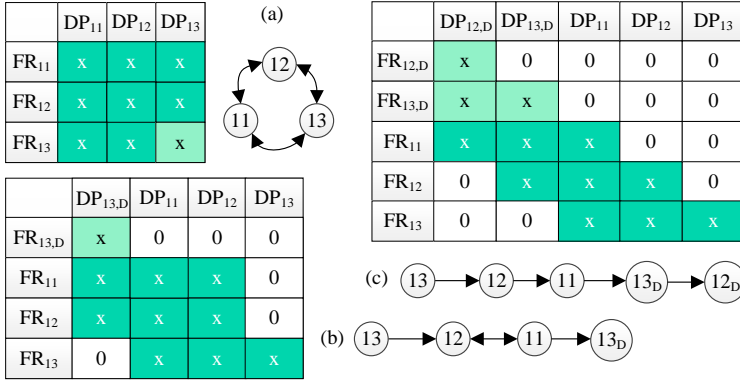 DP11 DP12 DP13
FR11 x x x
FR12 x x x
FR13 x x x
(a)
12
11 13
DP12,D DP13,D DP11 DP12 DP13
FR12,D x 0 0 0 0
FR13,D x x 0 0 0
FR11 x x x 0 0
FR12 0 x x x 0
FR13 0 0 x x x
DP13,D DP11 DP12 DP13
FR13,D x 0 0 0
FR11 x x x 0
FR12 x x x 0
FR13 0 x x x
(c) 13 12 11 13D 12D
(b) 13 12 11 13D